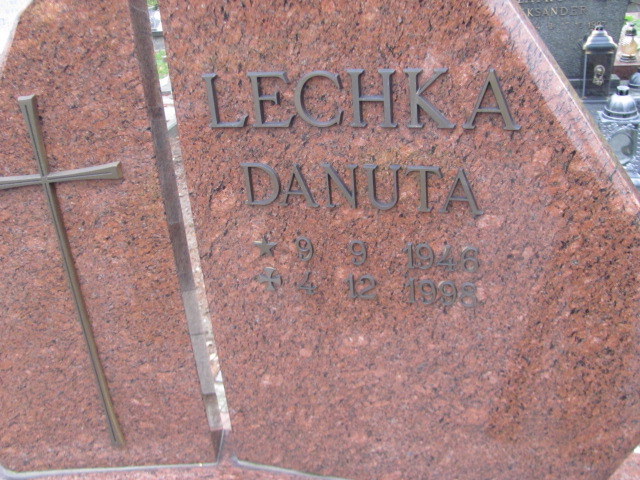 LECHKA
DANUTA
★ 9 9 1948
✠ 4 12 1998